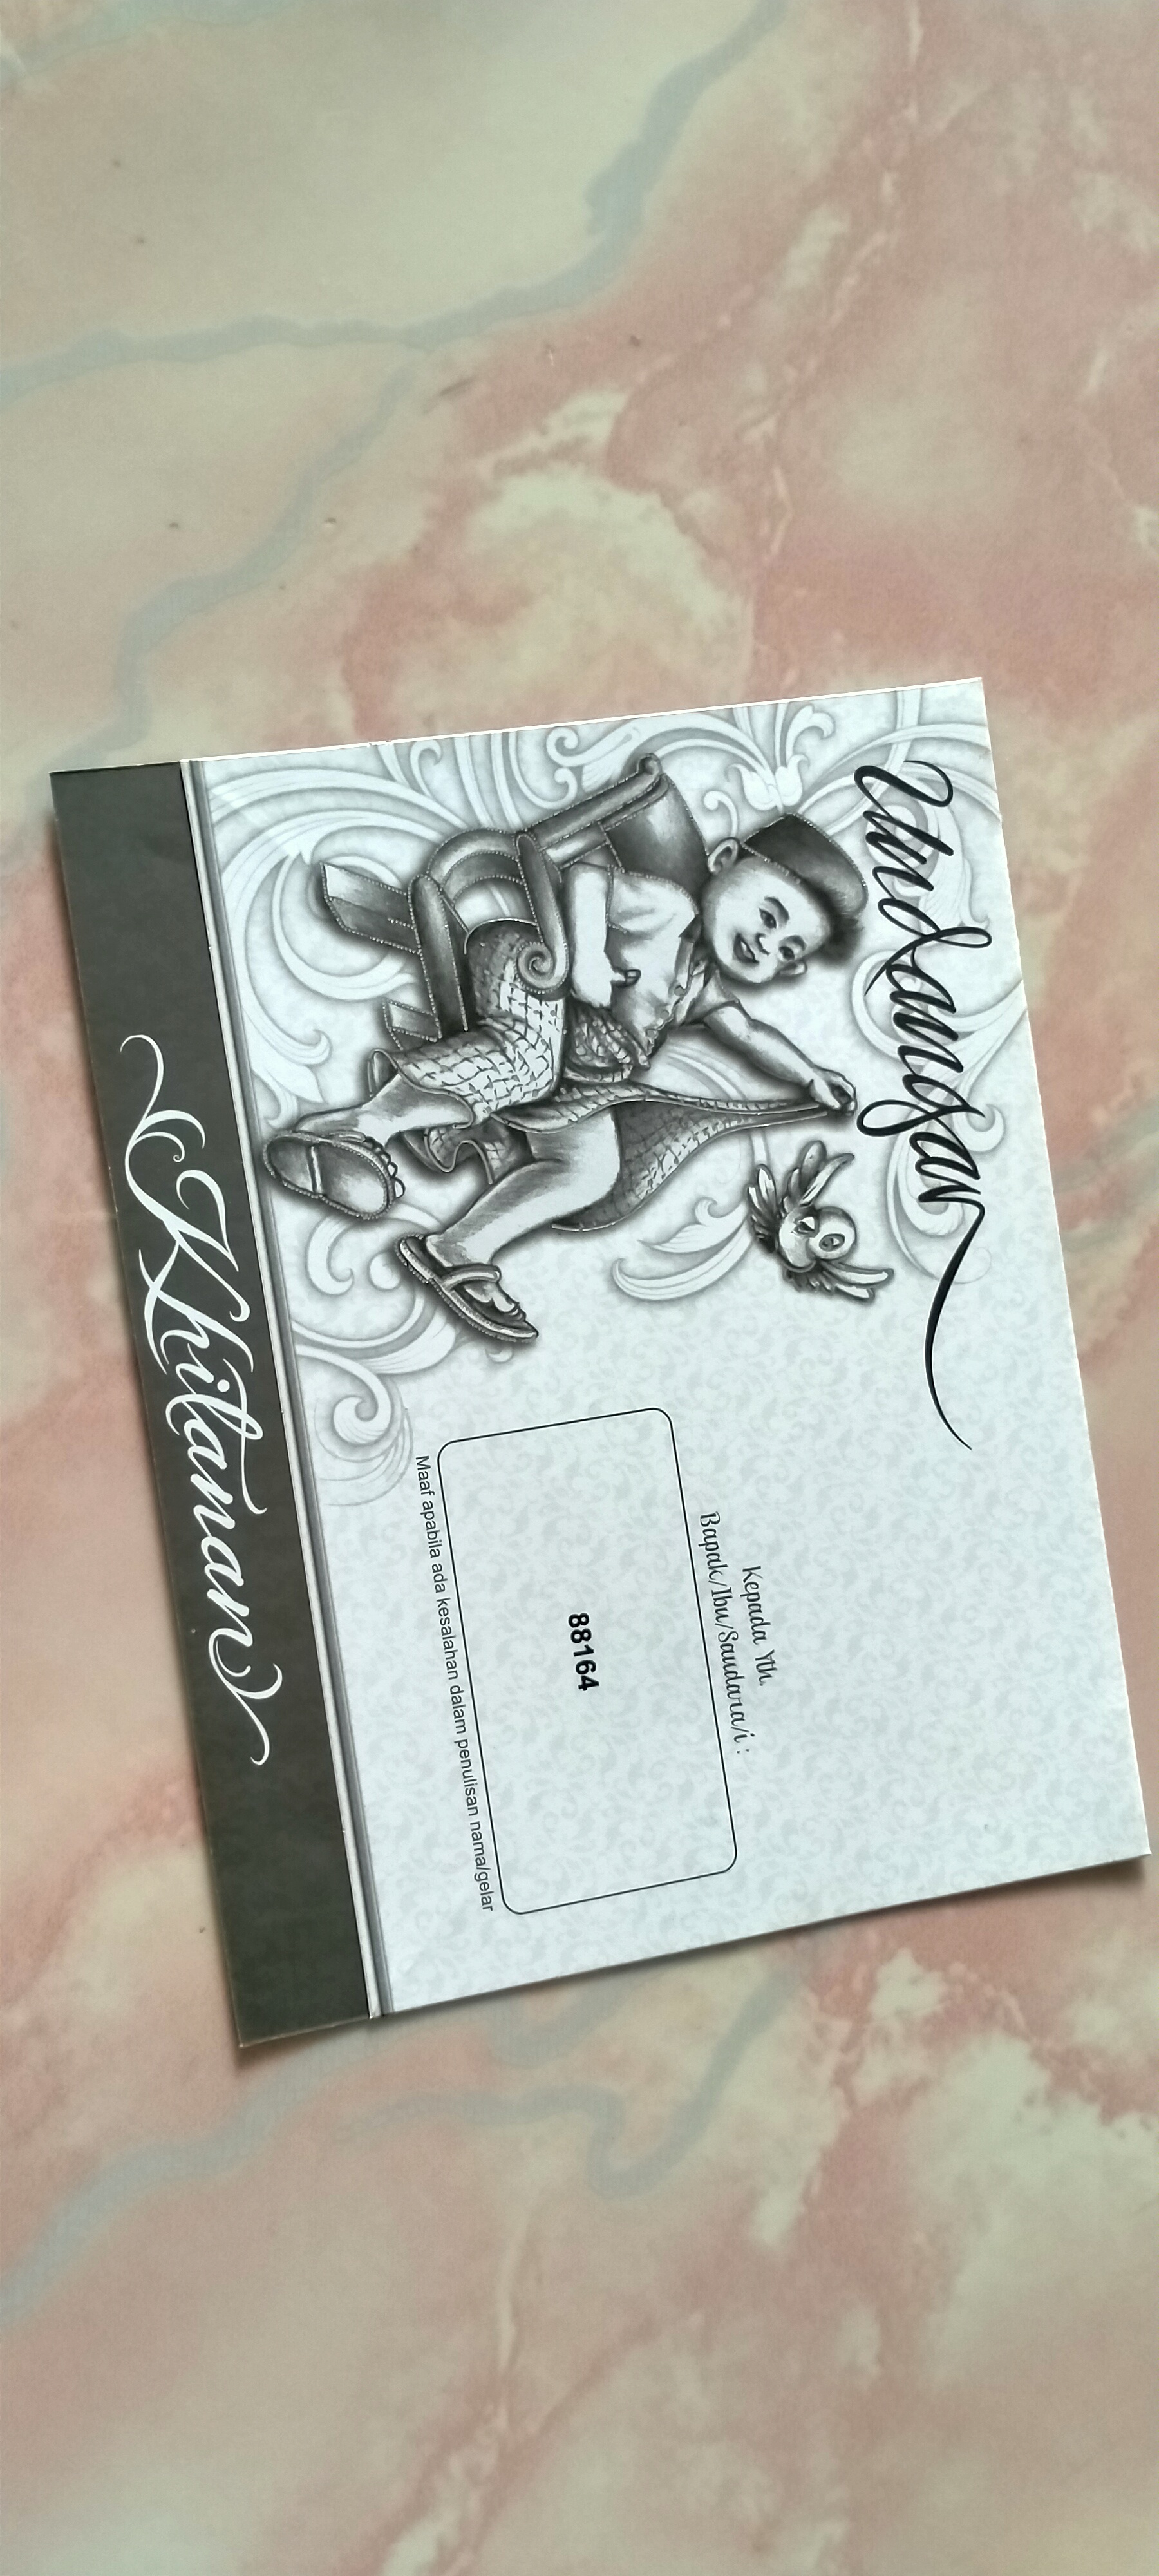 Undangan
Kepada Yth.
Bapak/Ibu/Saudara/i :
88164
Maaf apabila ada kesalahan dalam penulisan nama/gelar
Khitanan